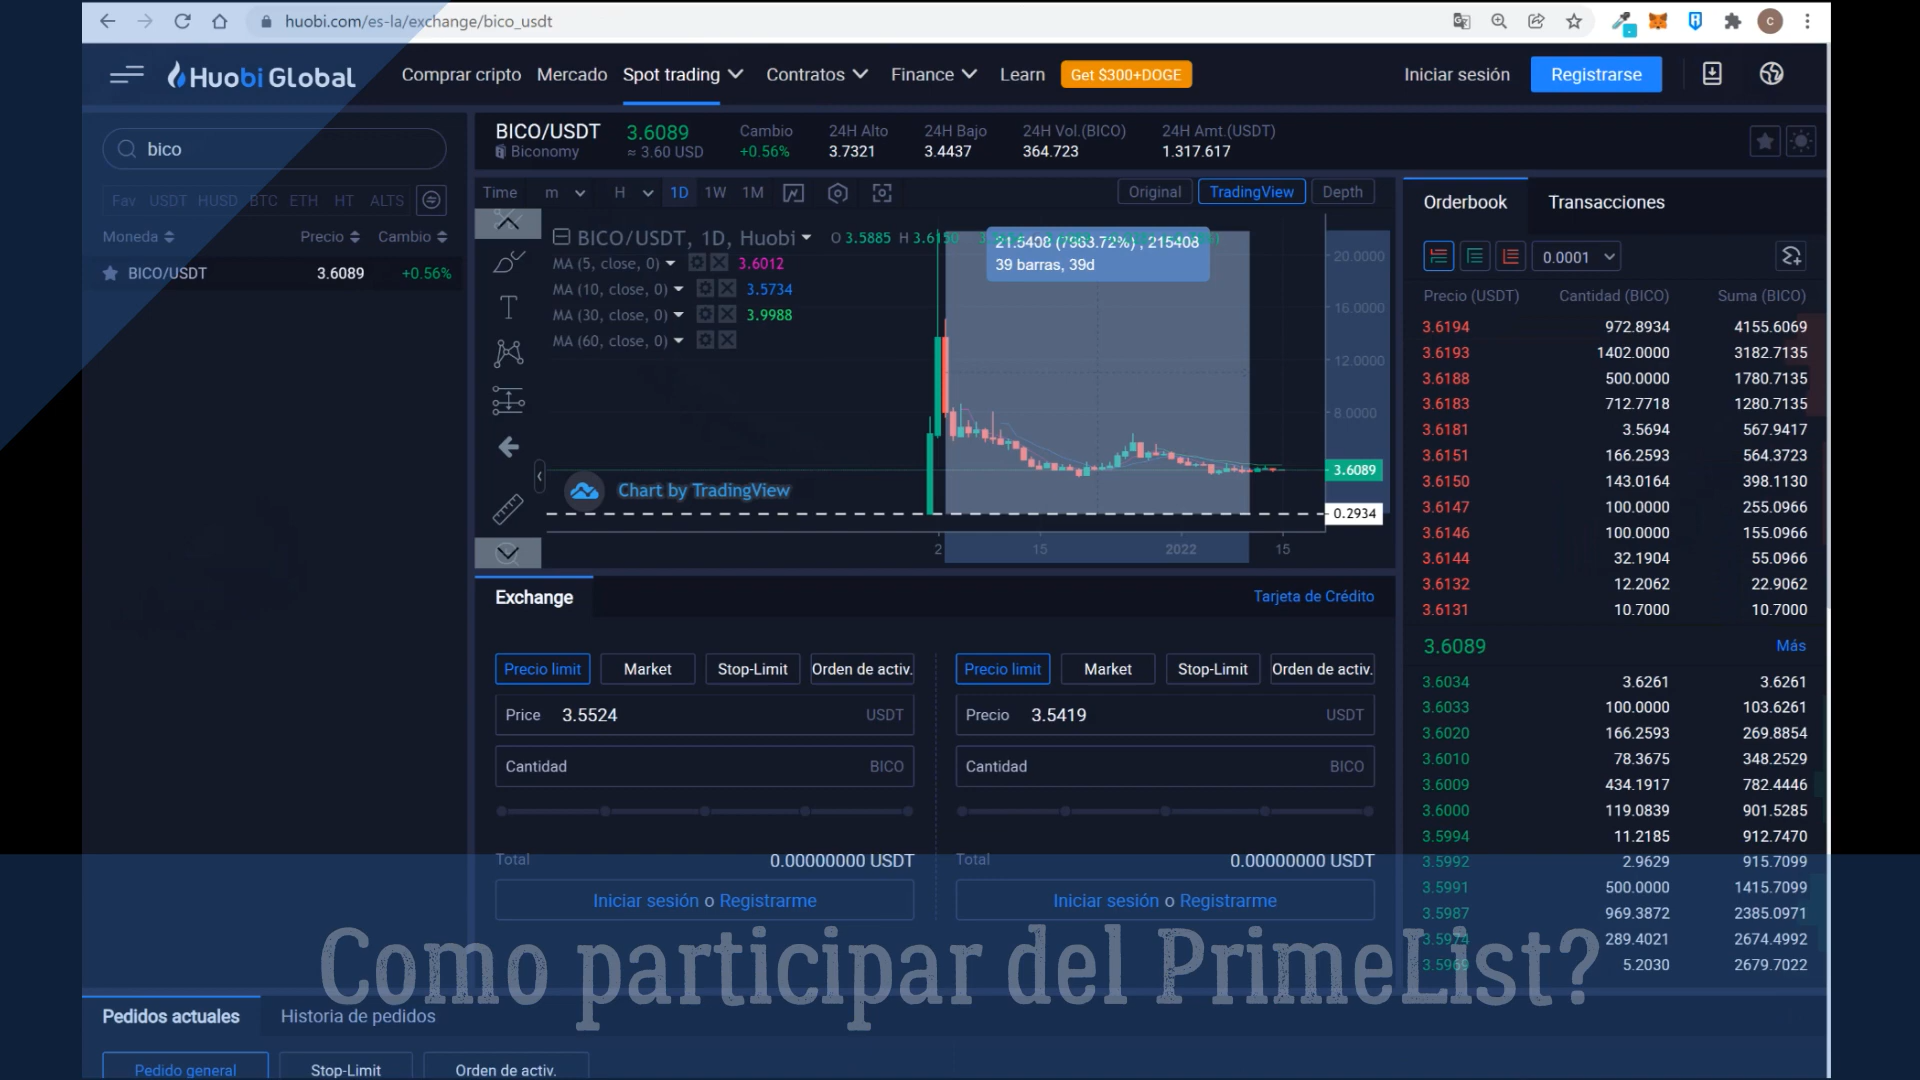 huobi.com/es-la/exchange/bico_usdt
C
Huobi Global
Comprar cripto Mercado Spot trading Contratos Finance Learn Get $300+DOGE
Iniciar sesión Registrarse
bico
Fav USDT HUSD BTC ETH HT ALTS
Moneda Precio Cambio
BICO/USDT 3.6089 +0.56%
BICO/USDT 3.6089 Cambio 24H Alto 24H Bajo 24H Vol.(BICO) 24H Amt.(USDT)
Biconomy ≈ 3.60 USD +0.56% 3.7321 3.4437 364.723 1.317.617
Time m H 1D 1W 1M Original TradingView Depth
BICO/USDT, 1D, Huobi O 3.5885 H 3.6150
MA (5, close, 0) 3.6012
MA (10, close, 0) 3.5734
MA (30, close, 0) 3.9988
MA (60, close, 0)
39 barras, 39d
20.0000
16.0000
12.0000
8.0000
3.6089
0.2934
Chart by TradingView
2 15 2022 15
Orderbook Transacciones
0.0001
Precio (USDT) Cantidad (BICO) Suma (BICO)
3.6194 972.8934 4155.6069
3.6193 1402.0000 3182.7135
3.6188 500.0000 1780.7135
3.6183 712.7718 1280.7135
3.6181 3.5694 567.9417
3.6151 166.2593 564.3723
3.6150 143.0164 398.1130
3.6147 100.0000 255.0966
3.6146 100.0000 155.0966
3.6144 32.1904 55.0966
3.6132 12.2062 22.9062
3.6131 10.7000 10.7000
3.6089 Más
3.6034 3.6261 3.6261
3.6033 100.0000 103.6261
3.6020 166.2593 269.8854
3.6010 78.3675 348.2529
3.6009 434.1917 782.4446
3.6000 119.0839 901.5285
3.5994 11.2185 912.7470
3.5992 2.9629 915.7099
3.5991 500.0000 1415.7099
3.5987 969.3872 2385.0971
3.5974 289.4021 2674.4992
3.5969 5.2030 2679.7022
Exchange Tarjeta de Crédito
Precio limit Market Stop-Limit Orden de activ.
Price 3.5524 USDT
Cantidad BICO
Total 0.00000000 USDT
Iniciar sesión o Registrarme
Precio limit Market Stop-Limit Orden de activ.
Precio 3.5419 USDT
Cantidad BICO
Total 0.00000000 USDT
Iniciar sesión o Registrarme
Como participar del PrimeList?
Pedidos actuales Historia de pedidos
Pedido general Stop-Limit Orden de activ.